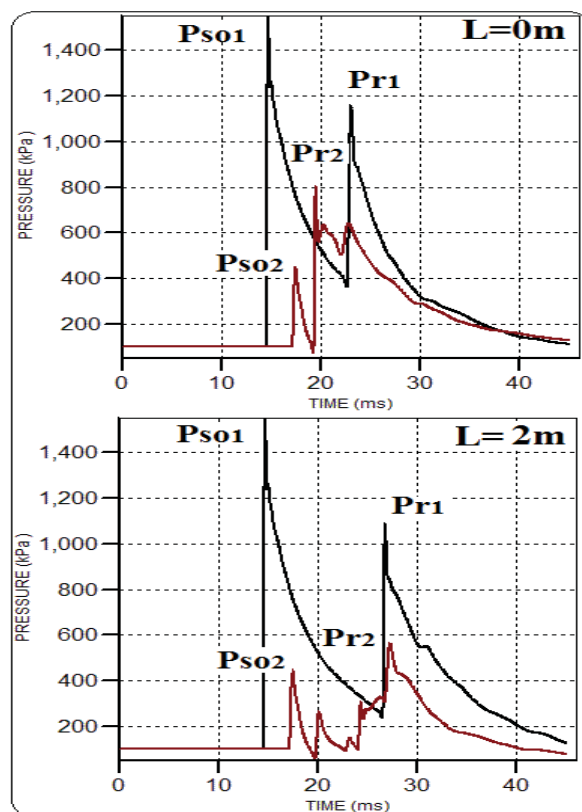 Pso1
L=0m
1,400
1,200
Pr1
1,000
Pr2
800
600
Pso2
400
200
PRESSURE (kPa)
0 10 20 30 40
TIME (ms)
Pso1
L= 2m
1,400
1,200
Pr1
1,000
800
600
Pr2
Pso2
400
200
PRESSURE (kPa)
0 10 20 30 40
TIME (ms)